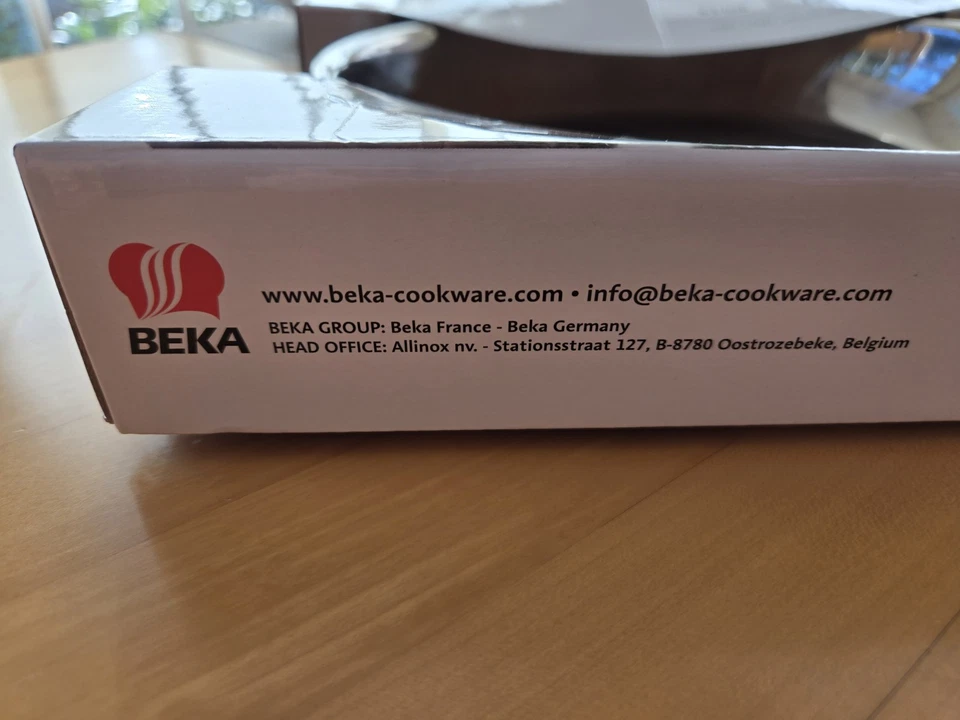 www.beka-cookware.com • info@beka-cookware.com
BEKA GROUP: Beka France - Beka Germany
HEAD OFFICE: Allinox nv. - Stationsstraat 127, B-8780 Oostrozebeke, Belgium
BEKA